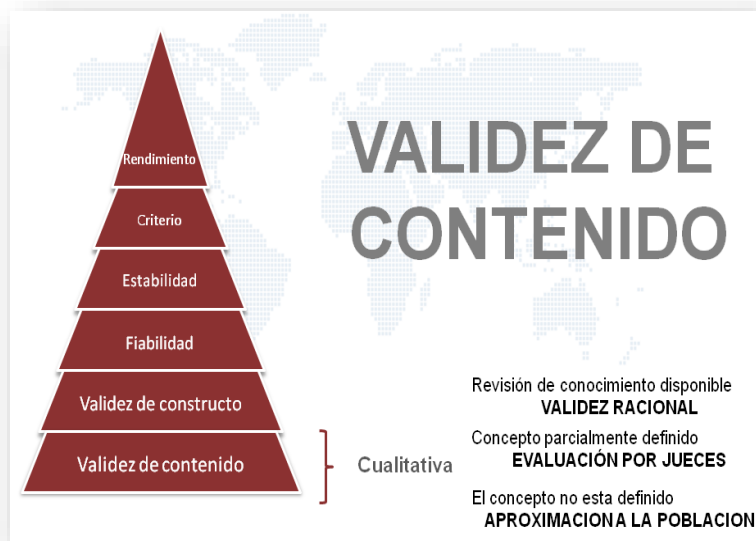 VALIDEZ DE
CONTENIDO
Rendimiento
Criterio
Estabilidad
Fiabilidad
Validez de constructo
Validez de contenido
Cualitativa
Revisión de conocimiento disponible
VALIDEZ RACIONAL
Concepto parcialmente definido
EVALUACIÓN POR JUECES
El concepto no esta definido
APROXIMACION A LA POBLACION